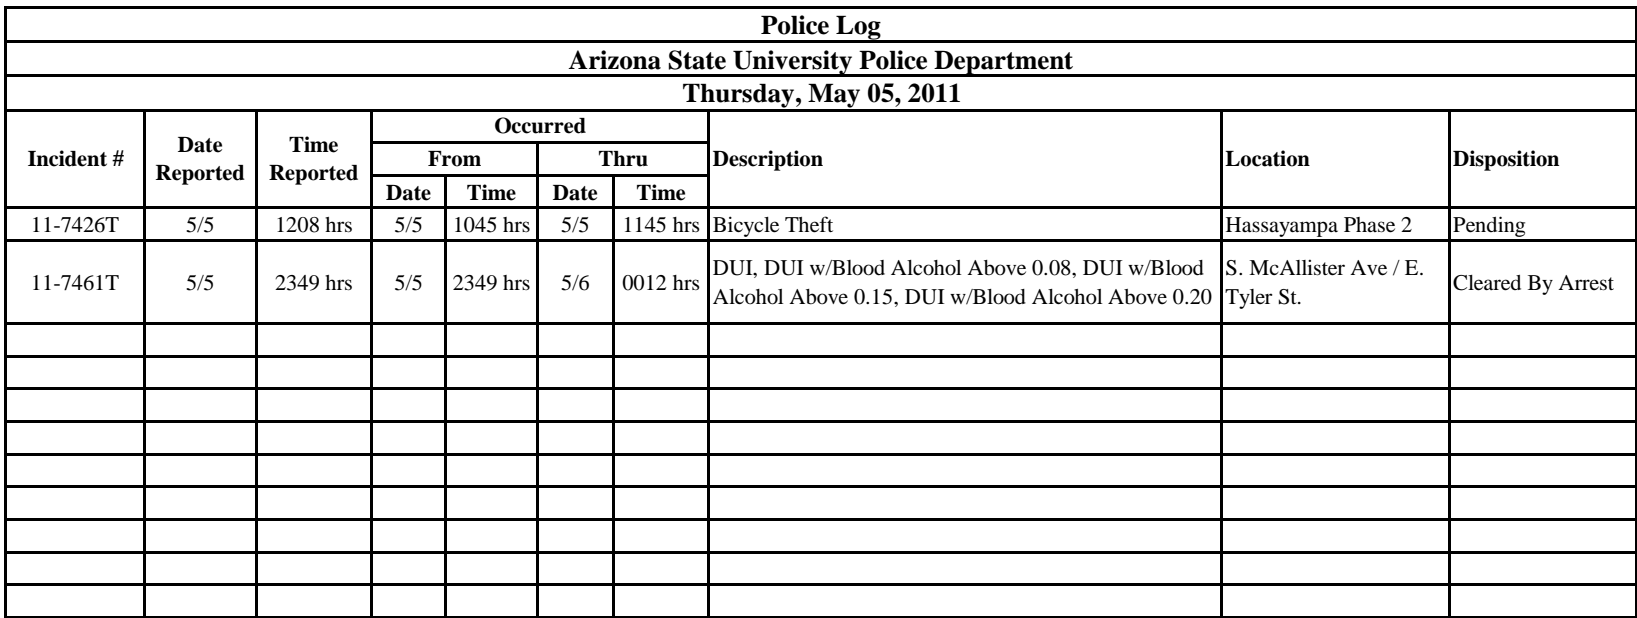 Police Log
Arizona State University Police Department
Thursday, May 05, 2011
Incident # Date Reported Time Reported Occurred Description Location Disposition
From Thru
Date Time Date Time
11-7426T 5/5 1208 hrs 5/5 1045 hrs 5/5 1145 hrs Bicycle Theft Hassayampa Phase 2 Pending
11-7461T 5/5 2349 hrs 5/5 2349 hrs 5/6 0012 hrs DUI, DUI w/Blood Alcohol Above 0.08, DUI w/Blood S. McAllister Ave / E. Cleared By Arrest
Alcohol Above 0.15, DUI w/Blood Alcohol Above 0.20 Tyler St.